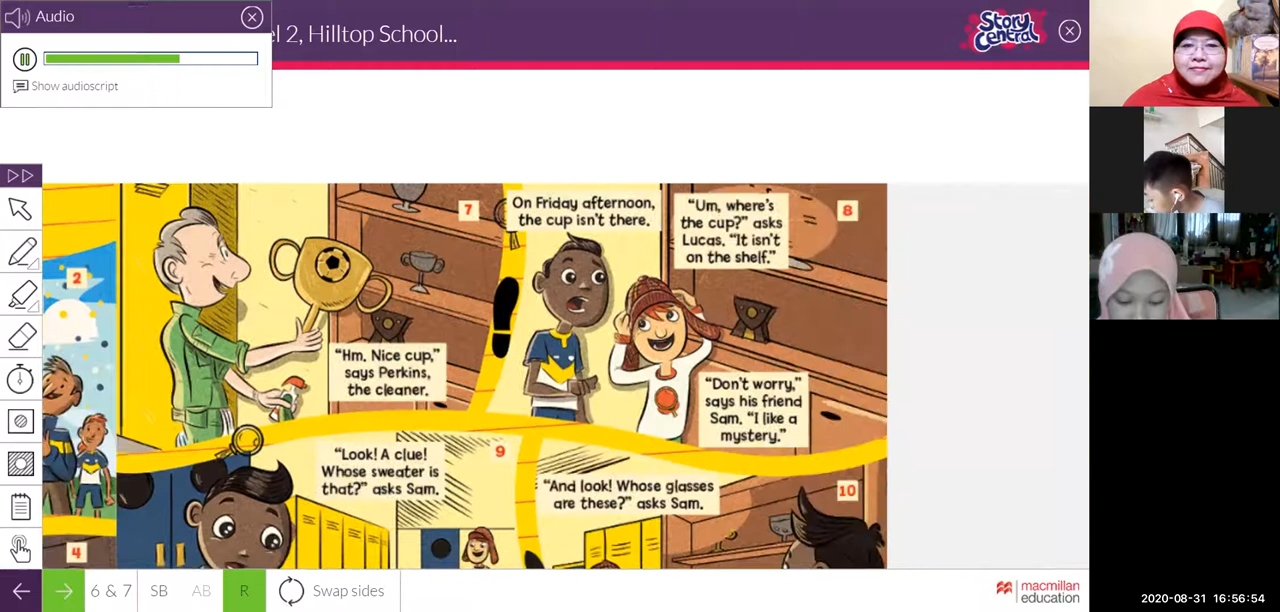 Audio
Show audioscript
el 2, Hilltop School...
Story
Central
2
4
7
"Hm. Nice cup,"
says Perkins,
the cleaner.
On Friday afternoon,
the cup isn't there.
8
"Um, where's
the cup?" asks
Lucas. "It isn't
on the shelf."
"Don't worry,"
says his friend
Sam. "I like a
mystery."
9
"Look! A clue!
Whose sweater is
that?" asks Sam.
10
"And look! Whose glasses
are these?" asks Sam.
6 & 7
SB
AB
R
Swap sides
macmillan
education
2020-08-31 16:56:54